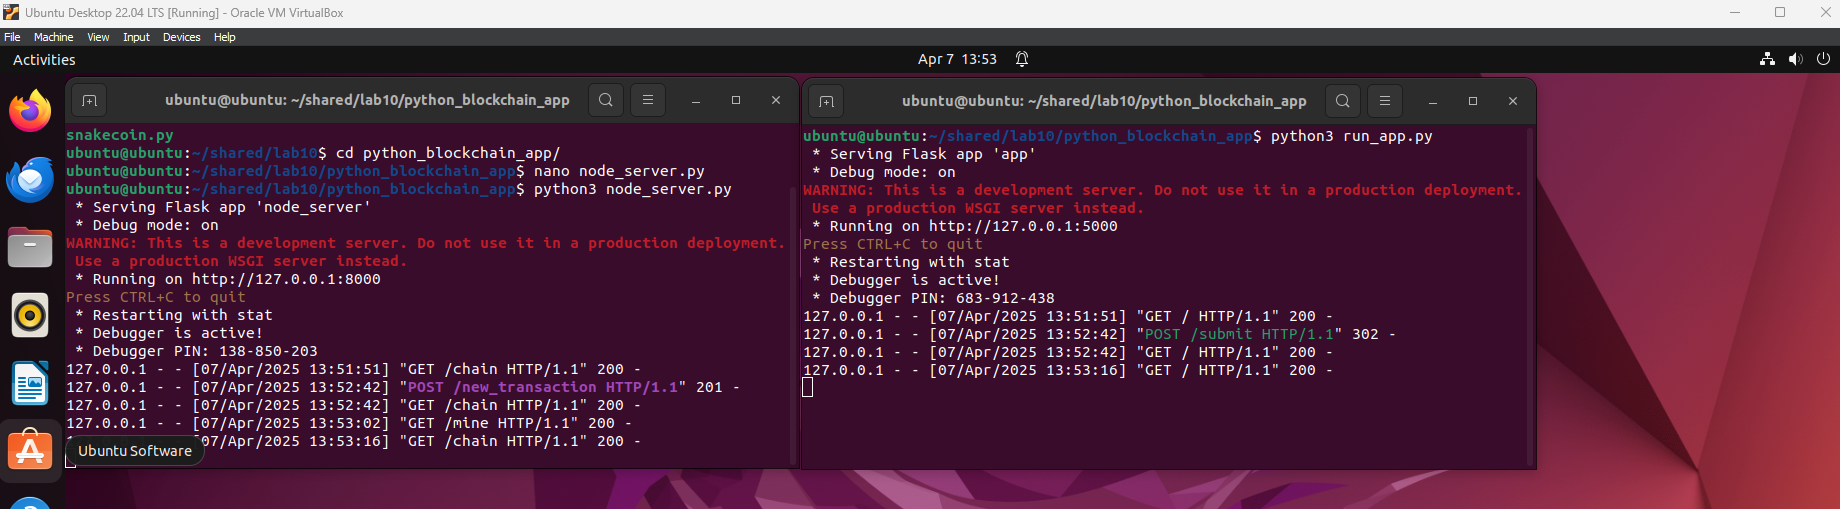 Ubuntu Desktop 22.04 LTS [Running] - Oracle VM VirtualBox
File Machine View Input Devices Help
Activities
Apr 7 13:53
ubuntu@ubuntu: ~/shared/lab10/python_blockchain_app
snakecoin.py
ubuntu@ubuntu:~/shared/lab10$ cd python_blockchain_app/
ubuntu@ubuntu:~/shared/lab10/python_blockchain_app$ nano node_server.py
ubuntu@ubuntu:~/shared/lab10/python_blockchain_app$ python3 node_server.py
* Serving Flask app 'node_server'
* Debug mode: on
WARNING: This is a development server. Do not use it in a production deployment.
Use a production WSGI server instead.
* Running on http://127.0.0.1:8000
Press CTRL+C to quit
* Restarting with stat
* Debugger is active!
* Debugger PIN: 138-850-203
127.0.0.1 - - [07/Apr/2025 13:51:51] "GET /chain HTTP/1.1" 200 -
127.0.0.1 - - [07/Apr/2025 13:52:42] "POST /new_transaction HTTP/1.1" 201 -
127.0.0.1 - - [07/Apr/2025 13:52:42] "GET /chain HTTP/1.1" 200 -
127.0.0.1 - - [07/Apr/2025 13:53:02] "GET /mine HTTP/1.1" 200 -
07/Apr/2025 13:53:16] "GET /chain HTTP/1.1" 200 -
Ubuntu Software
ubuntu@ubuntu: ~/shared/lab10/python_blockchain_app
ubuntu@ubuntu:~/shared/lab10/python_blockchain_app$ python3 run_app.py
* Serving Flask app 'app'
* Debug mode: on
WARNING: This is a development server. Do not use it in a production deployment.
Use a production WSGI server instead.
* Running on http://127.0.0.1:5000
Press CTRL+C to quit
* Restarting with stat
* Debugger is active!
* Debugger PIN: 683-912-438
127.0.0.1 - - [07/Apr/2025 13:51:51] "GET / HTTP/1.1" 200 -
127.0.0.1 - - [07/Apr/2025 13:52:42] "POST /submit HTTP/1.1" 302 -
127.0.0.1 - - [07/Apr/2025 13:52:42] "GET / HTTP/1.1" 200 -
127.0.0.1 - - [07/Apr/2025 13:53:16] "GET / HTTP/1.1" 200 -